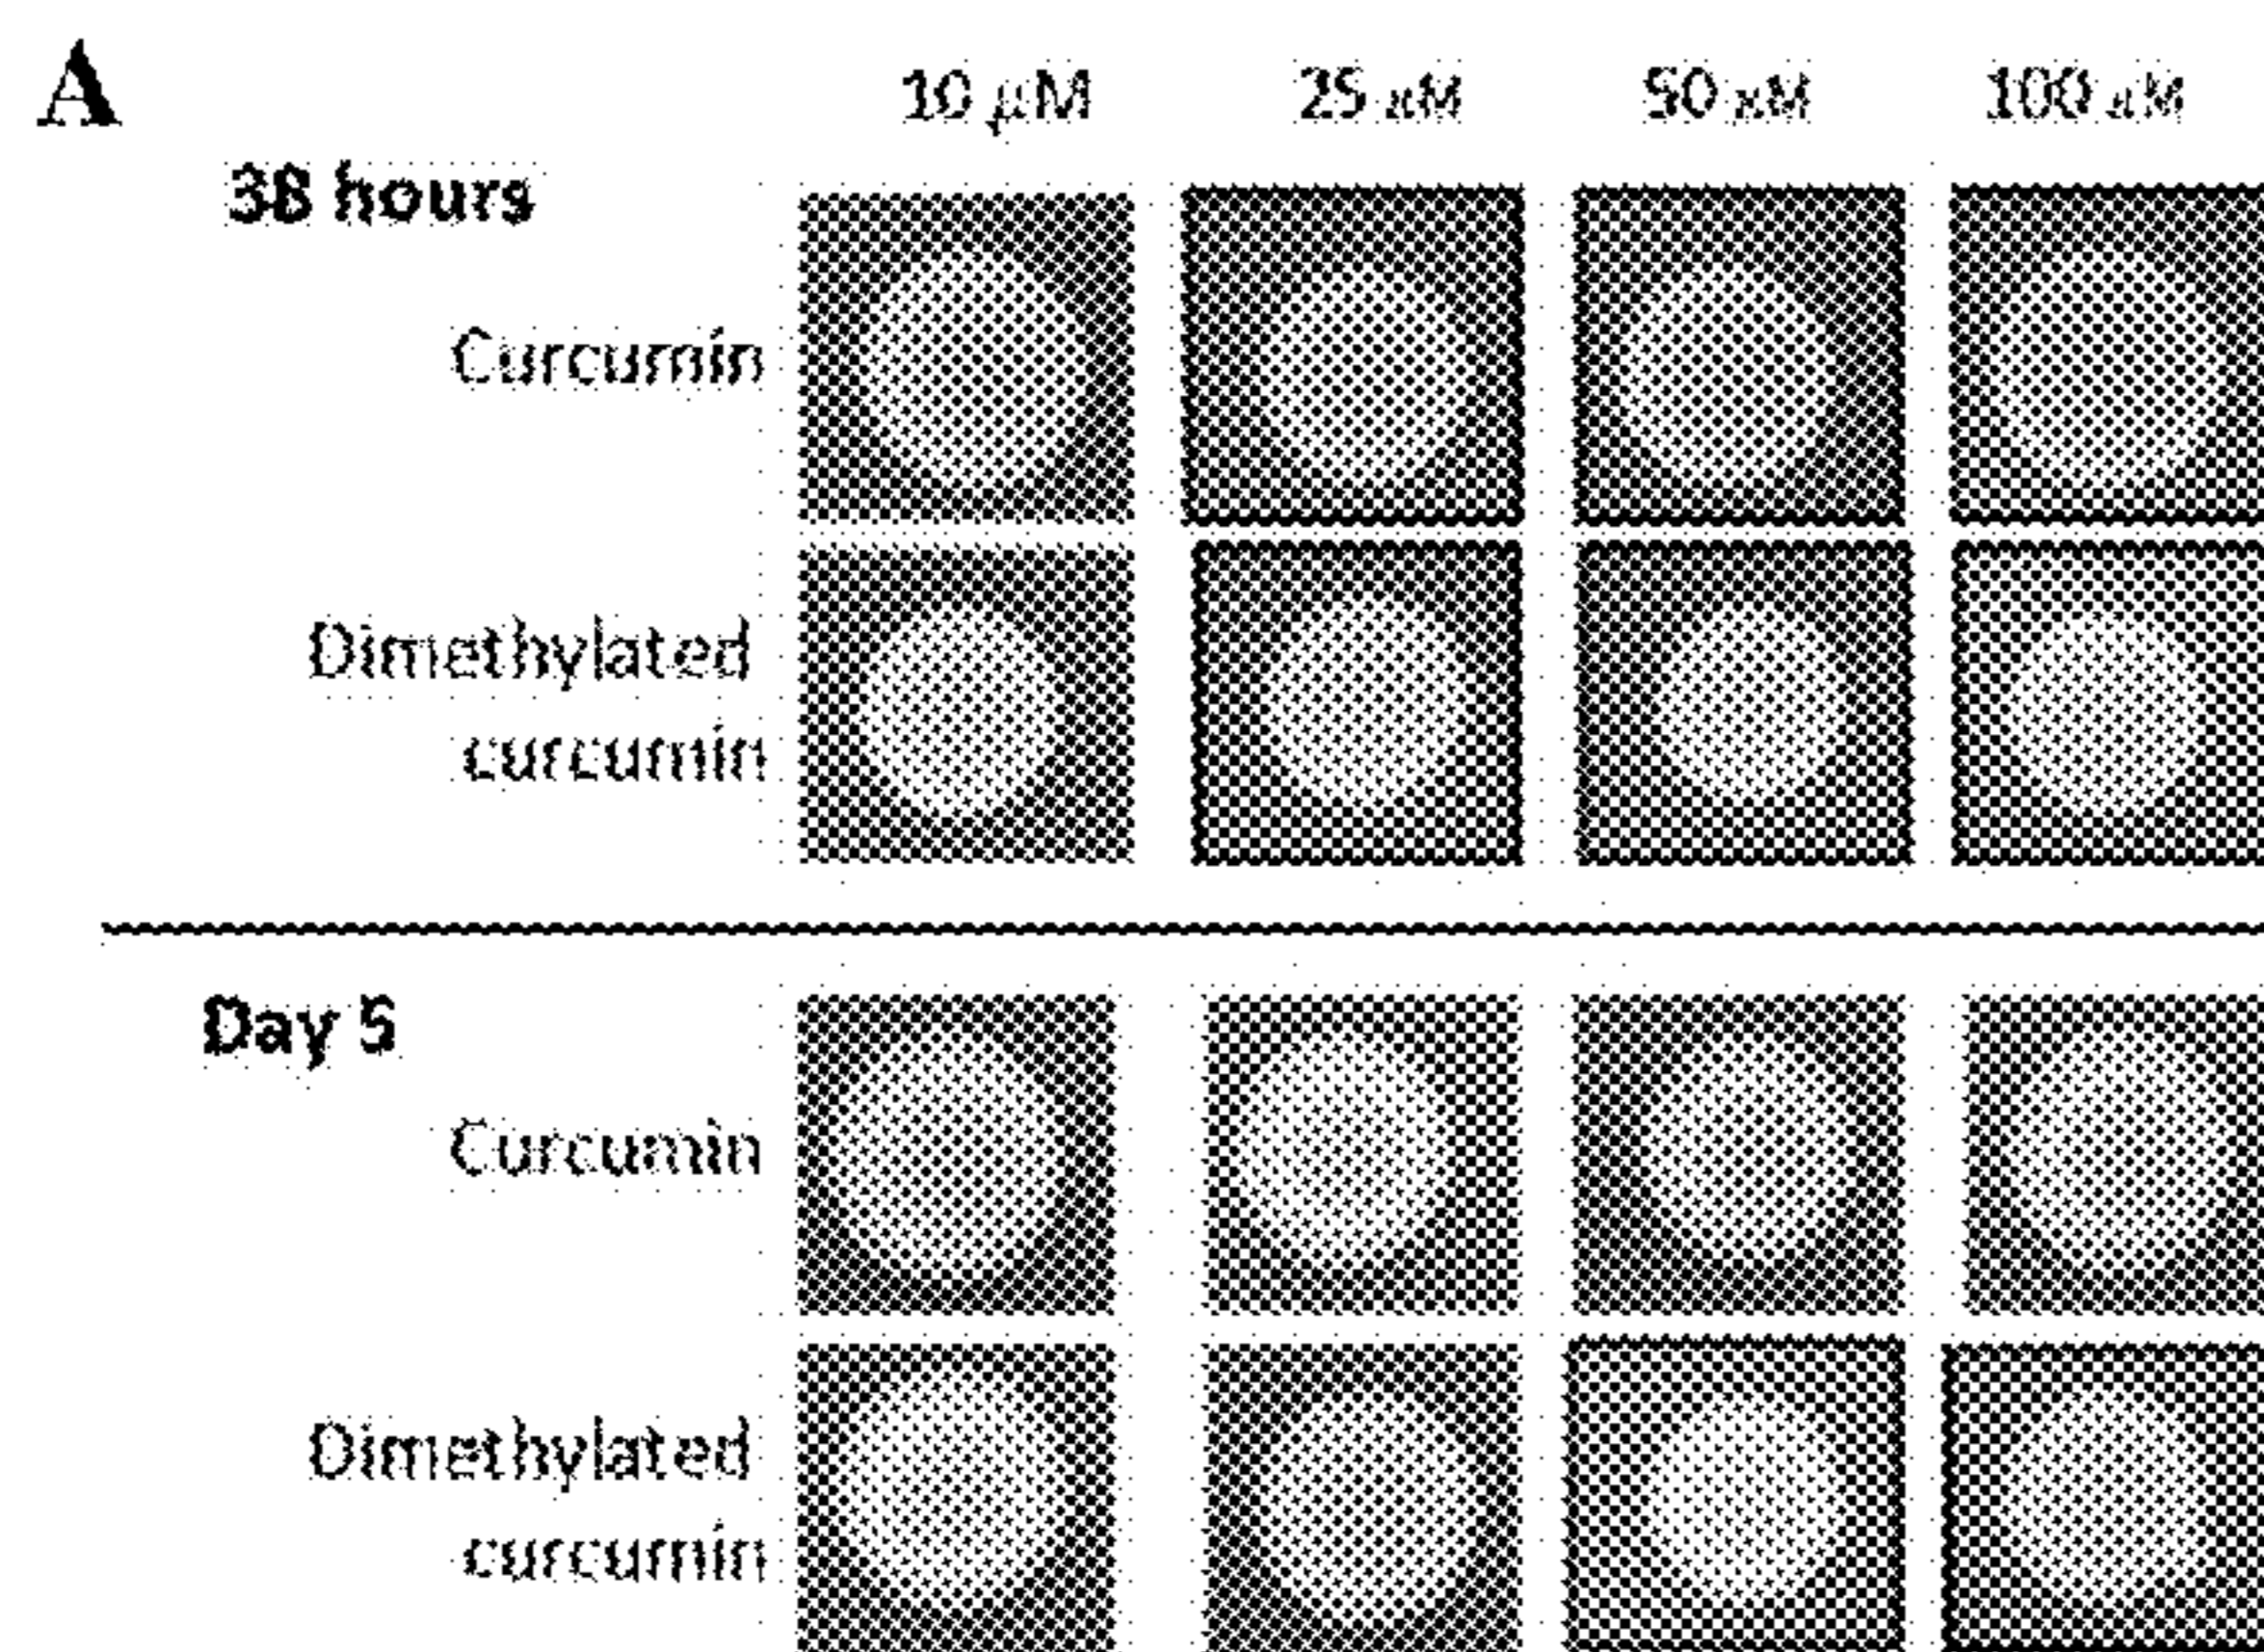 A
10 μM 25 μM 50 μM 100 μM
38 hours
Curcumin
Dimethylated
curcumin
Day 5
Curcumin
Dimethylated
curcumin